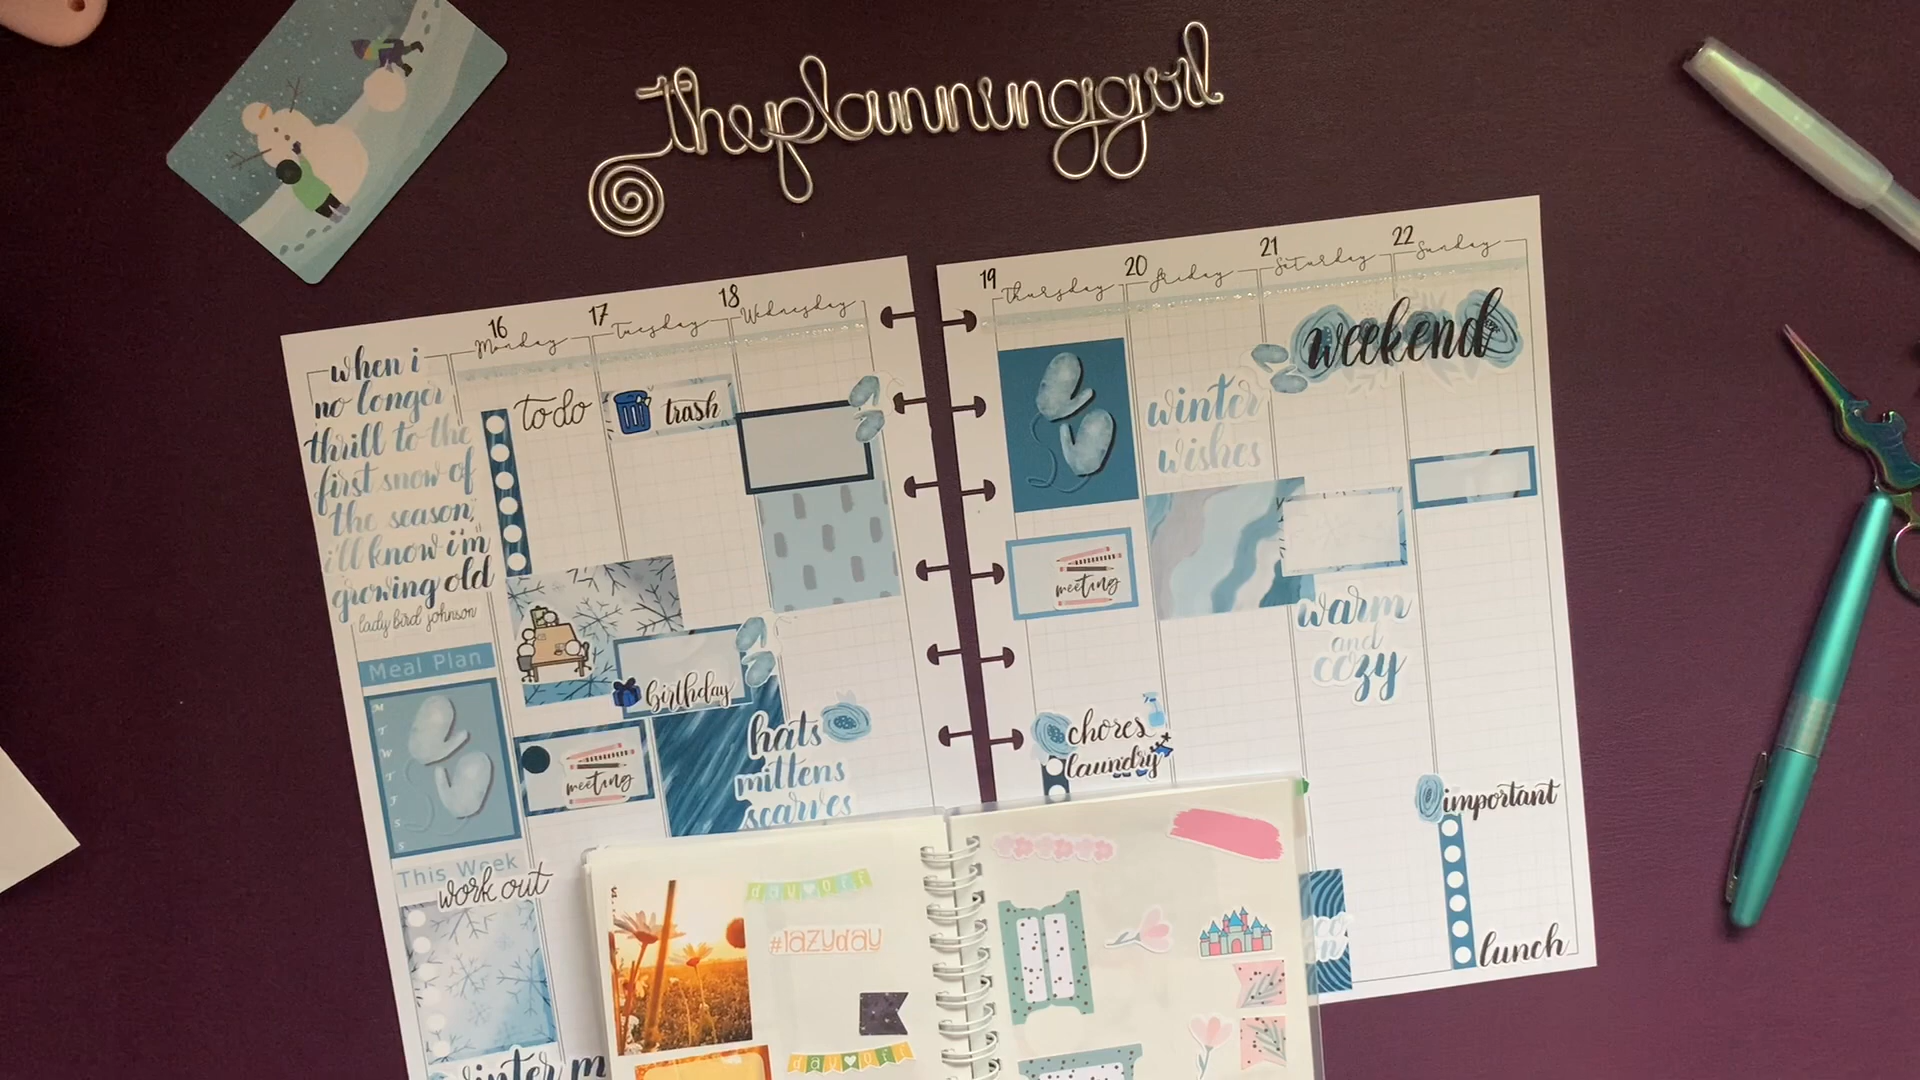 theplanninggirl
16
Monday
17
Tuesday
18
Wednesday
19
Thursday
20
Friday
21
Saturday
22
Sunday
when i
no longer
thrill to the
first snow of
the season,
i'll know i'm
growing old
lady bird johnson
Meal Plan
M
T
W
T
F
S
S
This Week
work out
to do
trash
birthday
meeting
hats
mittens
scarves
meeting
winter
wishes
weekend
warm
and
cozy
chores
laundry
important
lunch
day off
#lazyday
day off